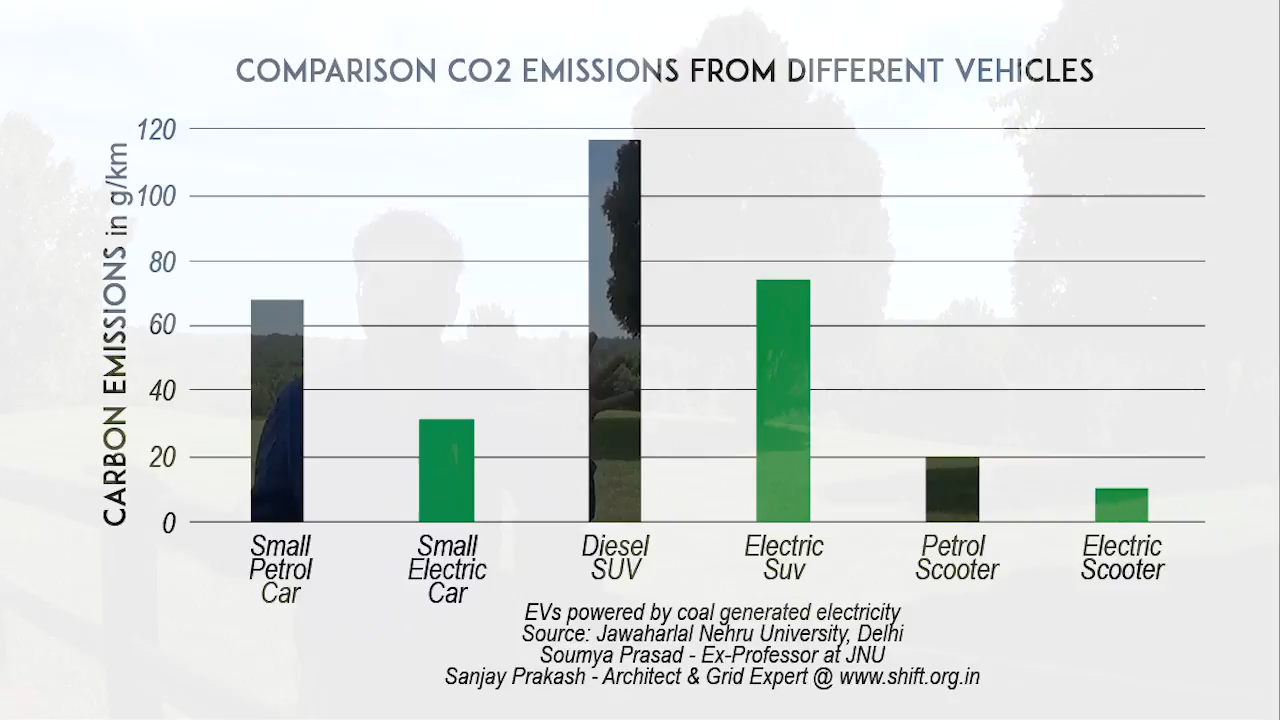 COMPARISON CO2 EMISSIONS FROM DIFFERENT VEHICLES
CARBON EMISSIONS in g/km
120
100
80
60
40
20
0
Small Petrol Car
Small Electric Car
Diesel SUV
Electric Suv
Petrol Scooter
Electric Scooter
EVs powered by coal generated electricity
Source: Jawaharlal Nehru University, Delhi
Soumya Prasad - Ex-Professor at JNU
Sanjay Prakash - Architect & Grid Expert @ www.shift.org.in